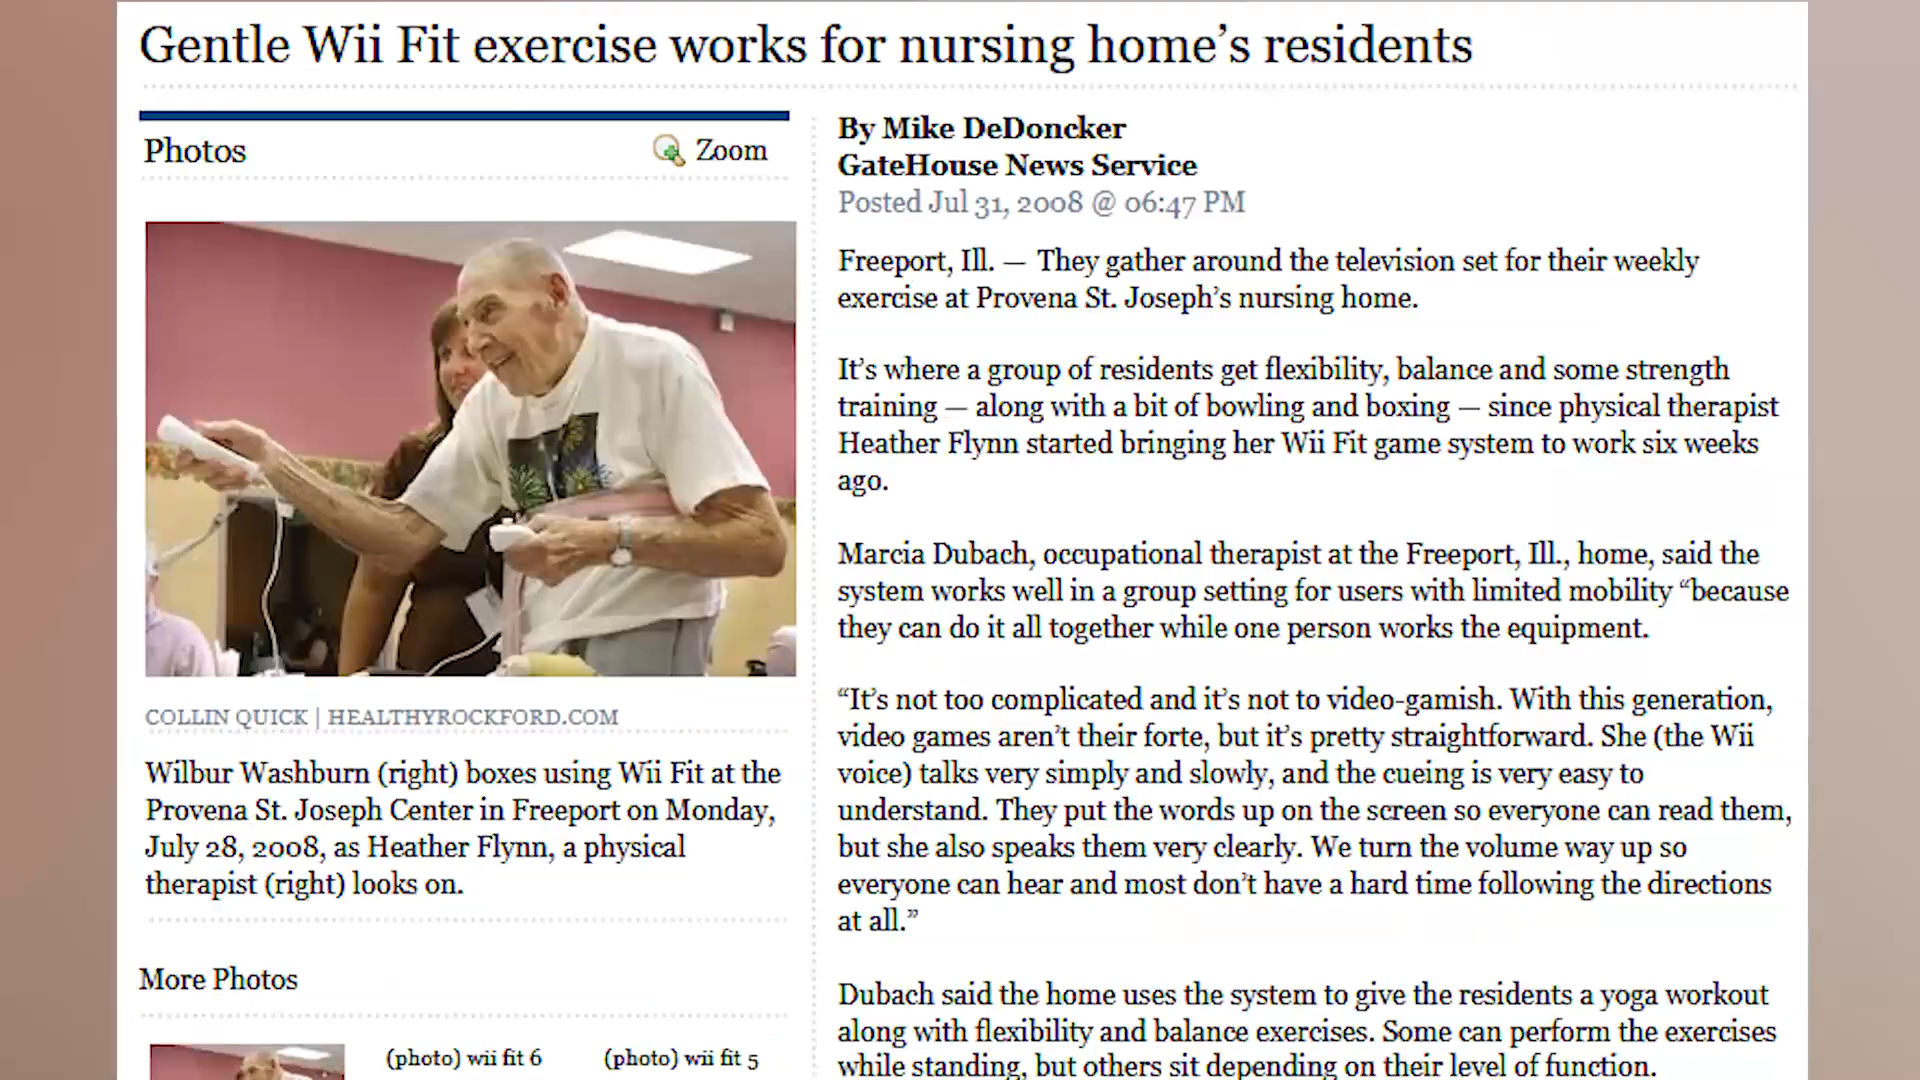 Gentle Wii Fit exercise works for nursing home’s residents
Photos
Zoom
COLLIN QUICK | HEALTHYROCKFORD.COM
Wilbur Washburn (right) boxes using Wii Fit at the
Provena St. Joseph Center in Freeport on Monday,
July 28, 2008, as Heather Flynn, a physical
therapist (right) looks on.
More Photos
(photo) wii fit 6
(photo) wii fit 5
By Mike DeDoncker
GateHouse News Service
Posted Jul 31, 2008 @ 06:47 PM
Freeport, Ill. — They gather around the television set for their weekly
exercise at Provena St. Joseph’s nursing home.
It’s where a group of residents get flexibility, balance and some strength
training — along with a bit of bowling and boxing — since physical therapist
Heather Flynn started bringing her Wii Fit game system to work six weeks
ago.
Marcia Dubach, occupational therapist at the Freeport, Ill., home, said the
system works well in a group setting for users with limited mobility “because
they can do it all together while one person works the equipment.
“It’s not too complicated and it’s not to video-gamish. With this generation,
video games aren’t their forte, but it’s pretty straightforward. She (the Wii
voice) talks very simply and slowly, and the cueing is very easy to
understand. They put the words up on the screen so everyone can read them,
but she also speaks them very clearly. We turn the volume way up so
everyone can hear and most don’t have a hard time following the directions
at all.”
Dubach said the home uses the system to give the residents a yoga workout
along with flexibility and balance exercises. Some can perform the exercises
while standing, but others sit depending on their level of function.